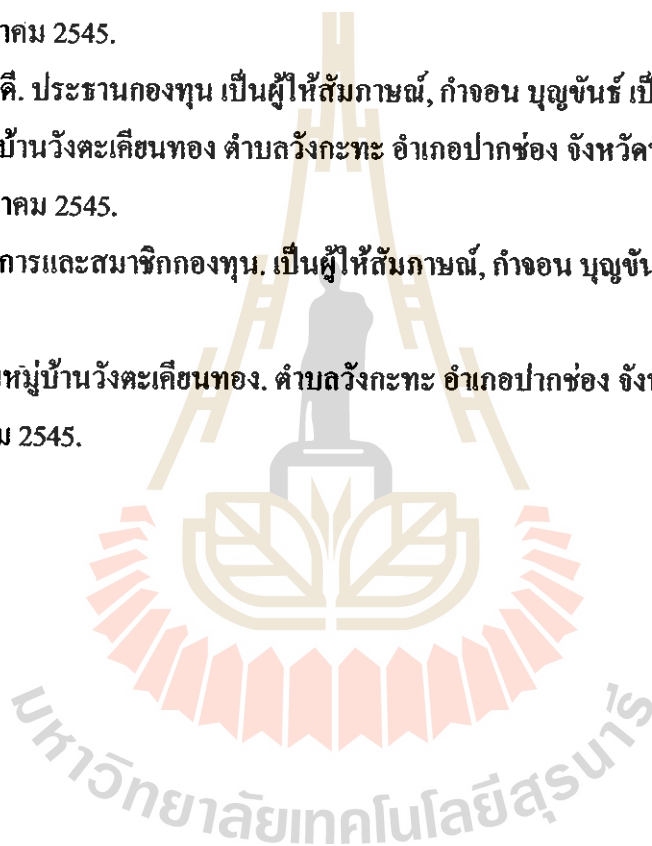 าคม 2545.
ดี. ประธานกองทุน เป็นผู้ให้สัมภาษณ์, กำจอน บุญขันธ์ เป็
บ้านวังตะเคียนทอง ตำบลวังกะทะ อำเภอปากช่อง จังหวัด
าคม 2545.
การและสมาชิกกองทุน. เป็นผู้ให้สัมภาษณ์, กำจอน บุญขัน
หมู่บ้านวังตะเคียนทอง. ตำบลวังกะทะ อำเภอปากช่อง จัง
ม 2545.
มหาวิทยาลัยเทคโนโลยีสุรนารี